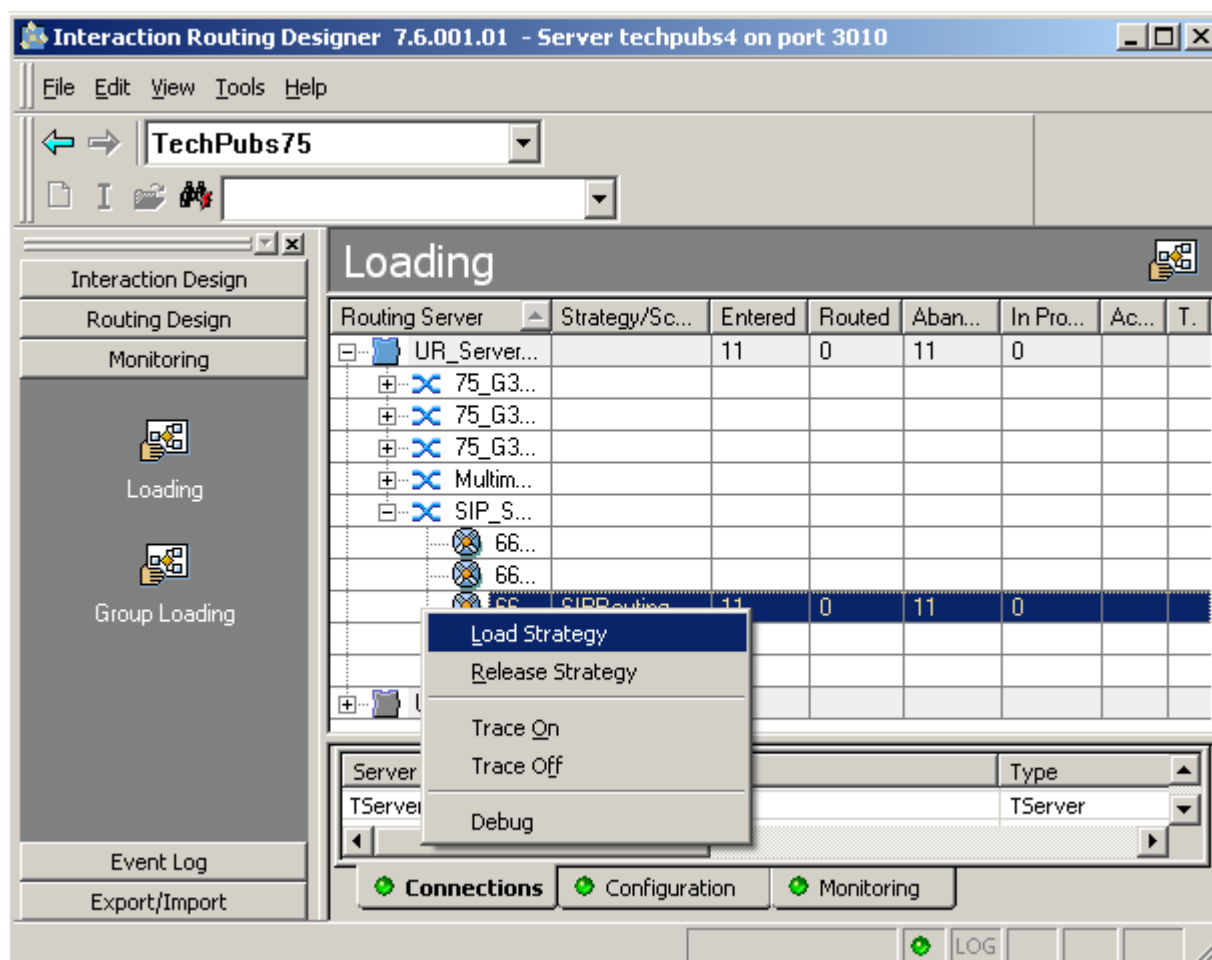 Interaction Routing Designer 7.6.001.01 - Server techpubs4 on port 3010
File Edit View Tools Help
TechPubs75
Interaction Design
Routing Design
Monitoring
Loading
Group Loading
Event Log
Export/Import
Loading
Routing Server Strategy/Sc... Entered Routed Aban... In Pro... Ac... T.
UR_Server... 11 0 11 0
75_G3...
75_G3...
75_G3...
Multim...
SIP_S...
66...
66...
66... SIPRouting 11 0 11 0
Load Strategy
Release Strategy
Trace On
Trace Off
Debug
Server Type
TServer TServer
Connections Configuration Monitoring
LOG